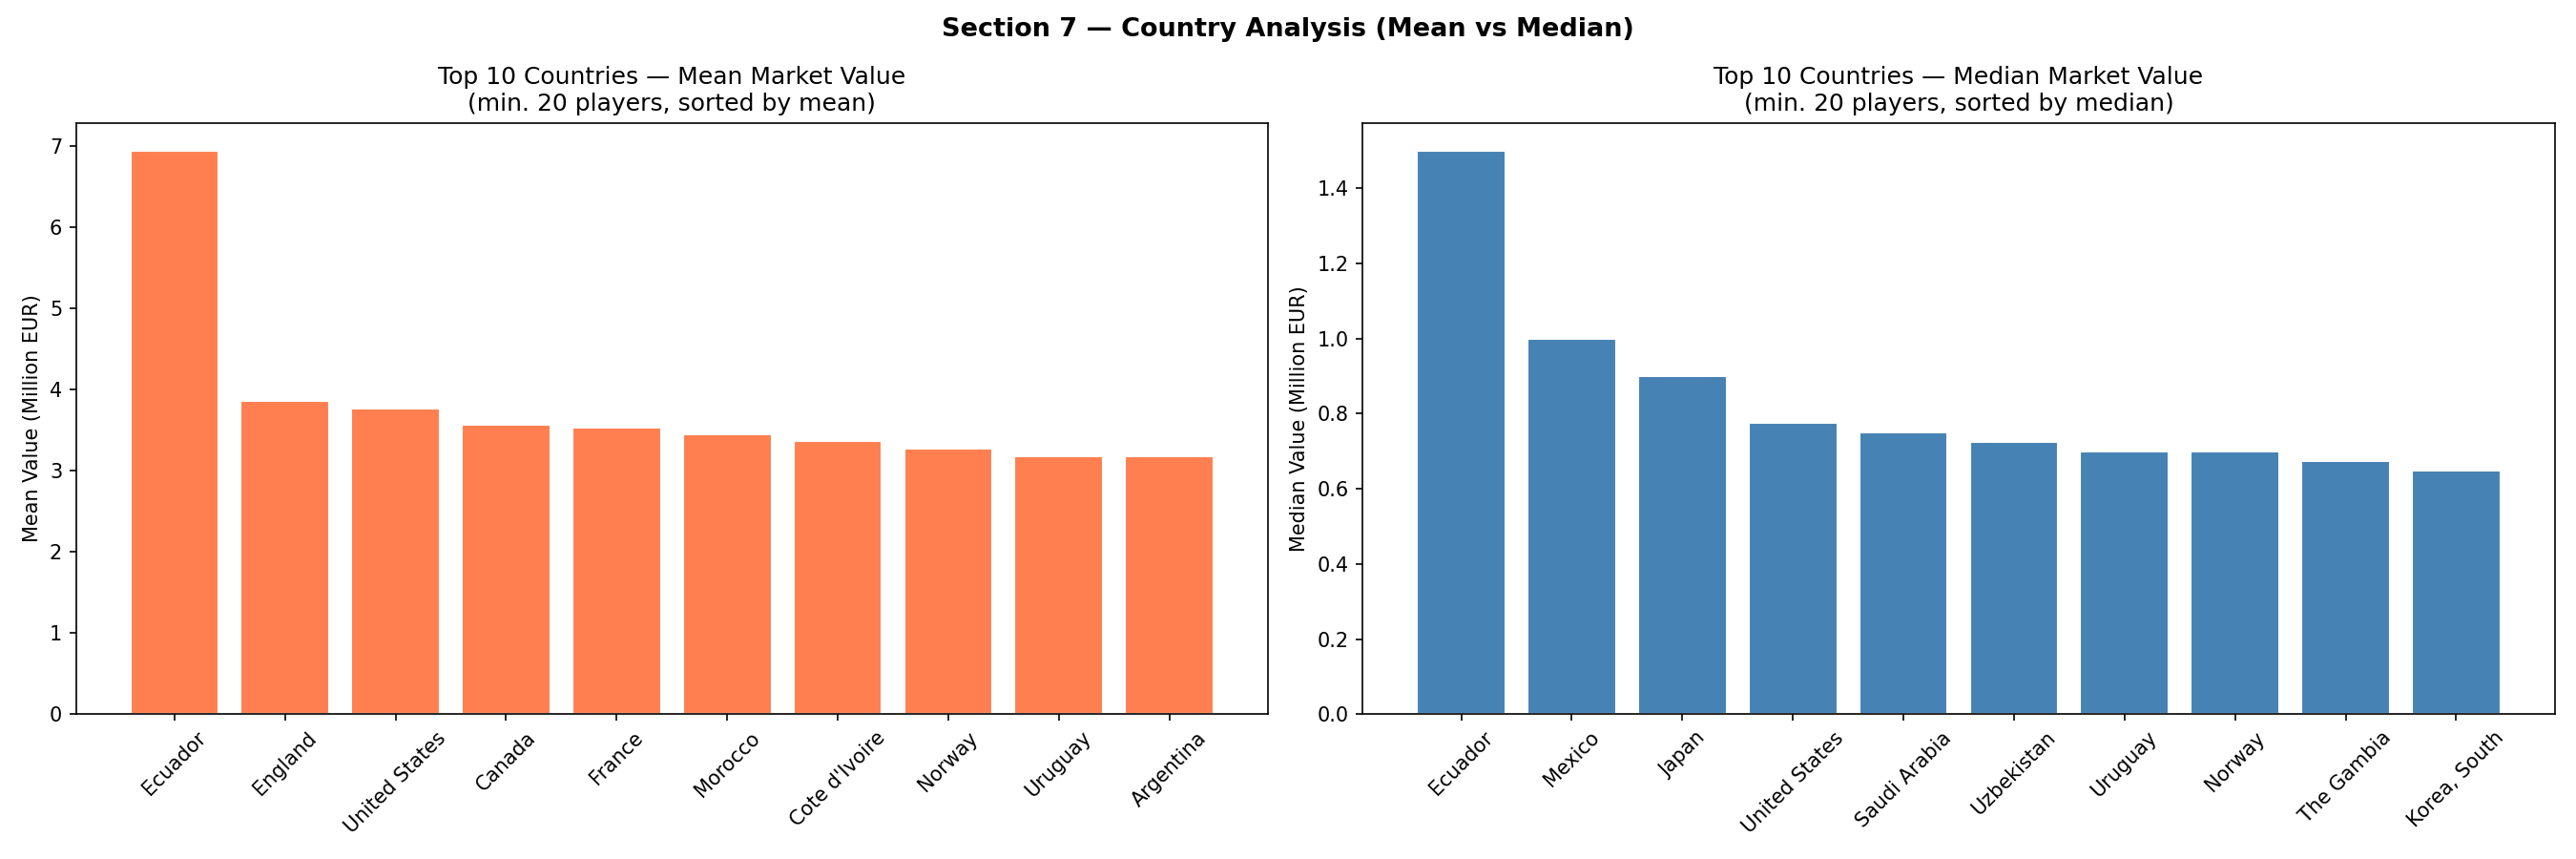 Section 7 — Country Analysis (Mean vs Median)
Top 10 Countries — Mean Market Value
(min. 20 players, sorted by mean)
Mean Value (Million EUR)
7
6
5
4
3
2
1
0
Ecuador
England
United States
Canada
France
Morocco
Cote d'Ivoire
Norway
Uruguay
Argentina
Top 10 Countries — Median Market Value
(min. 20 players, sorted by median)
Median Value (Million EUR)
1.4
1.2
1.0
0.8
0.6
0.4
0.2
0.0
Ecuador
Mexico
Japan
United States
Saudi Arabia
Uzbekistan
Uruguay
Norway
The Gambia
Korea, South